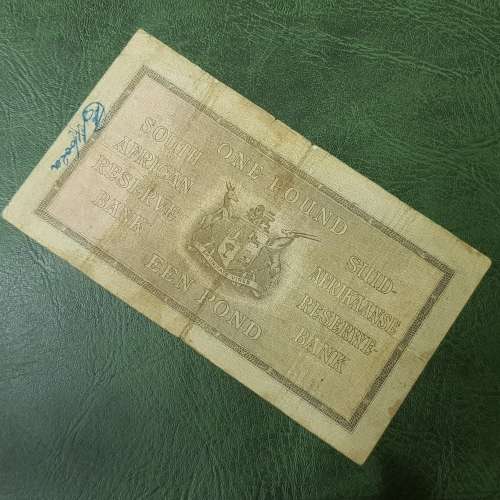 ONE POUND
SOUTH
AFRICAN
RESERVE
BANK
SUID-
AFRIKAANSE
RESERWE-
BANK
EEN POND